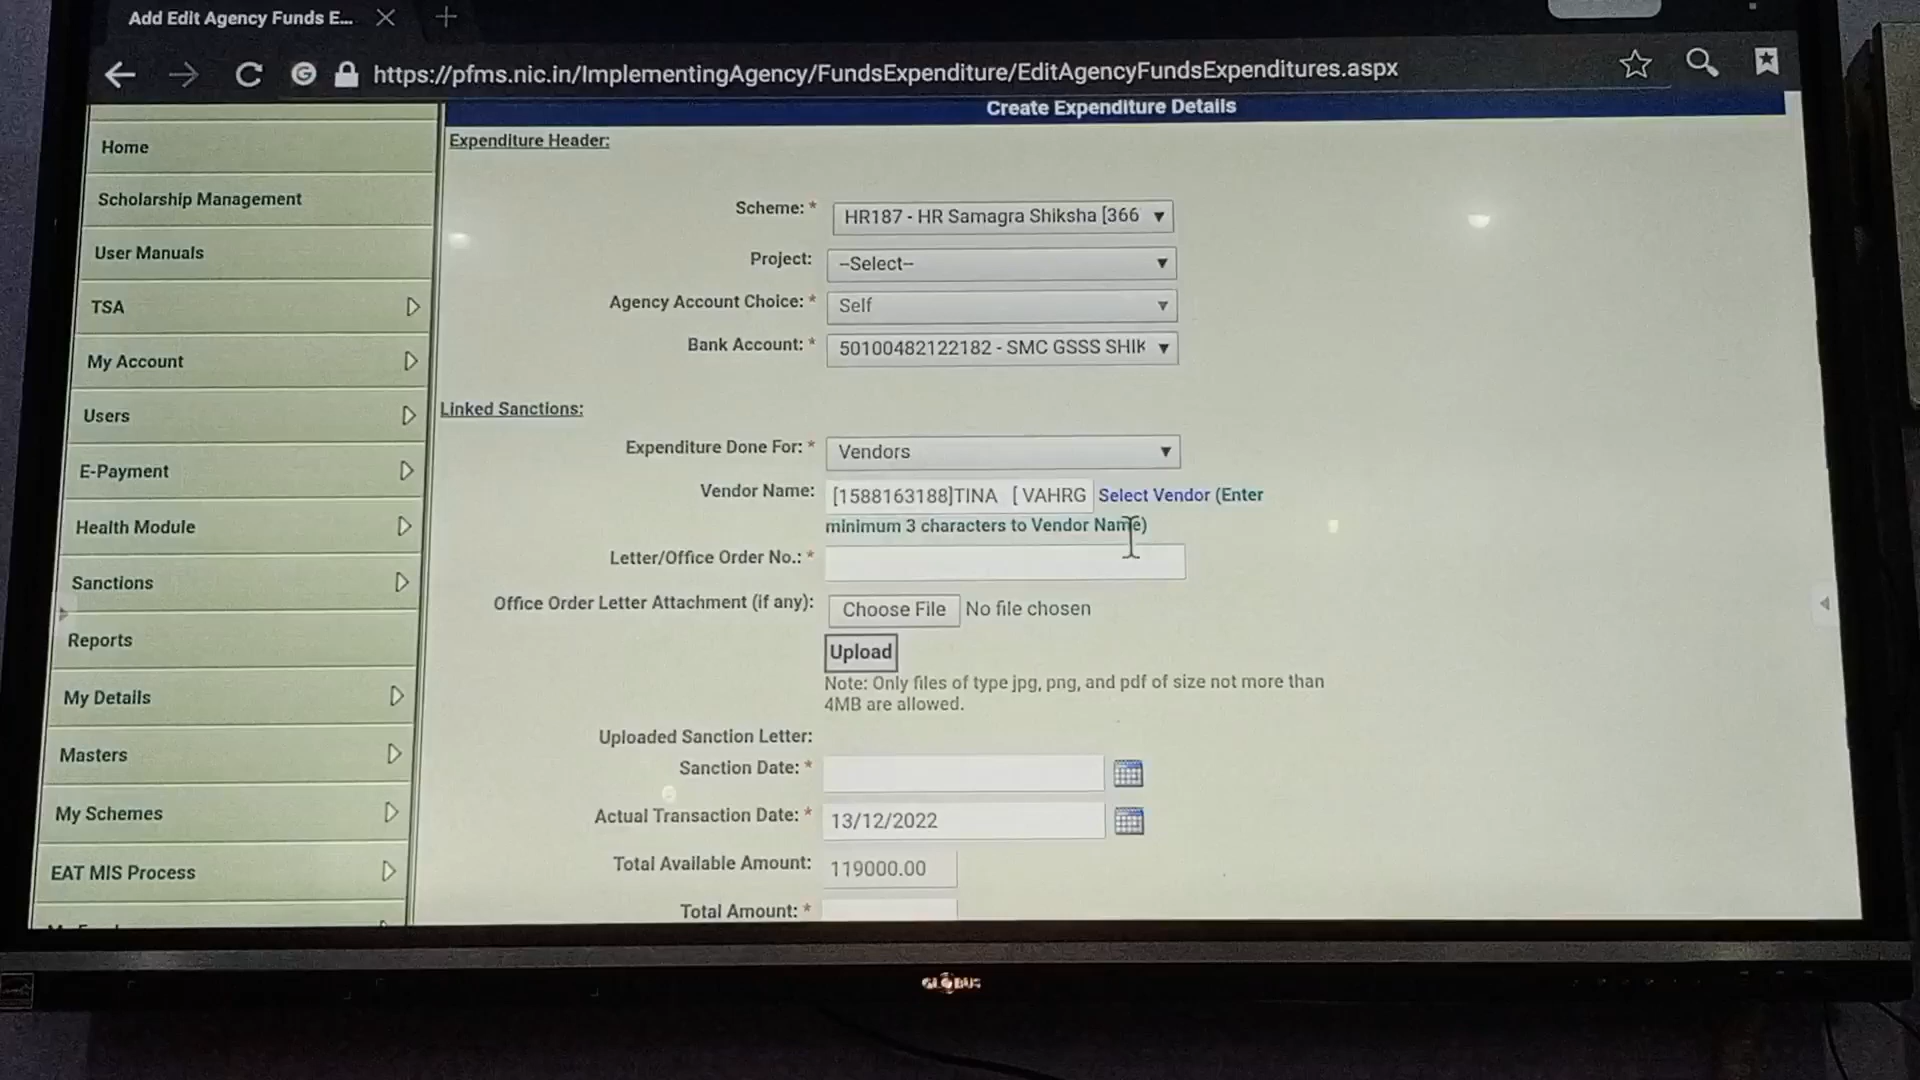 Add Edit Agency Funds E...
https://pfms.nic.in/ImplementingAgency/FundsExpenditure/EditAgencyFundsExpenditures.aspx
Create Expenditure Details
Home
Scholarship Management
User Manuals
TSA
My Account
Users
E-Payment
Health Module
Sanctions
Reports
My Details
Masters
My Schemes
EAT MIS Process
Expenditure Header:
Scheme: * HR187 - HR Samagra Shiksha [366
Project: --Select--
Agency Account Choice: * Self
Bank Account: * 50100482122182 - SMC GSSS SHIK
Linked Sanctions:
Expenditure Done For: * Vendors
Vendor Name: [1588163188]TINA [ VAHRG Select Vendor (Enter
minimum 3 characters to Vendor Name)
Letter/Office Order No.: *
Office Order Letter Attachment (if any): Choose File No file chosen
Upload
Note: Only files of type jpg, png, and pdf of size not more than
4MB are allowed.
Uploaded Sanction Letter:
Sanction Date: *
Actual Transaction Date: * 13/12/2022
Total Available Amount: 119000.00
Total Amount: *
GLOBUS